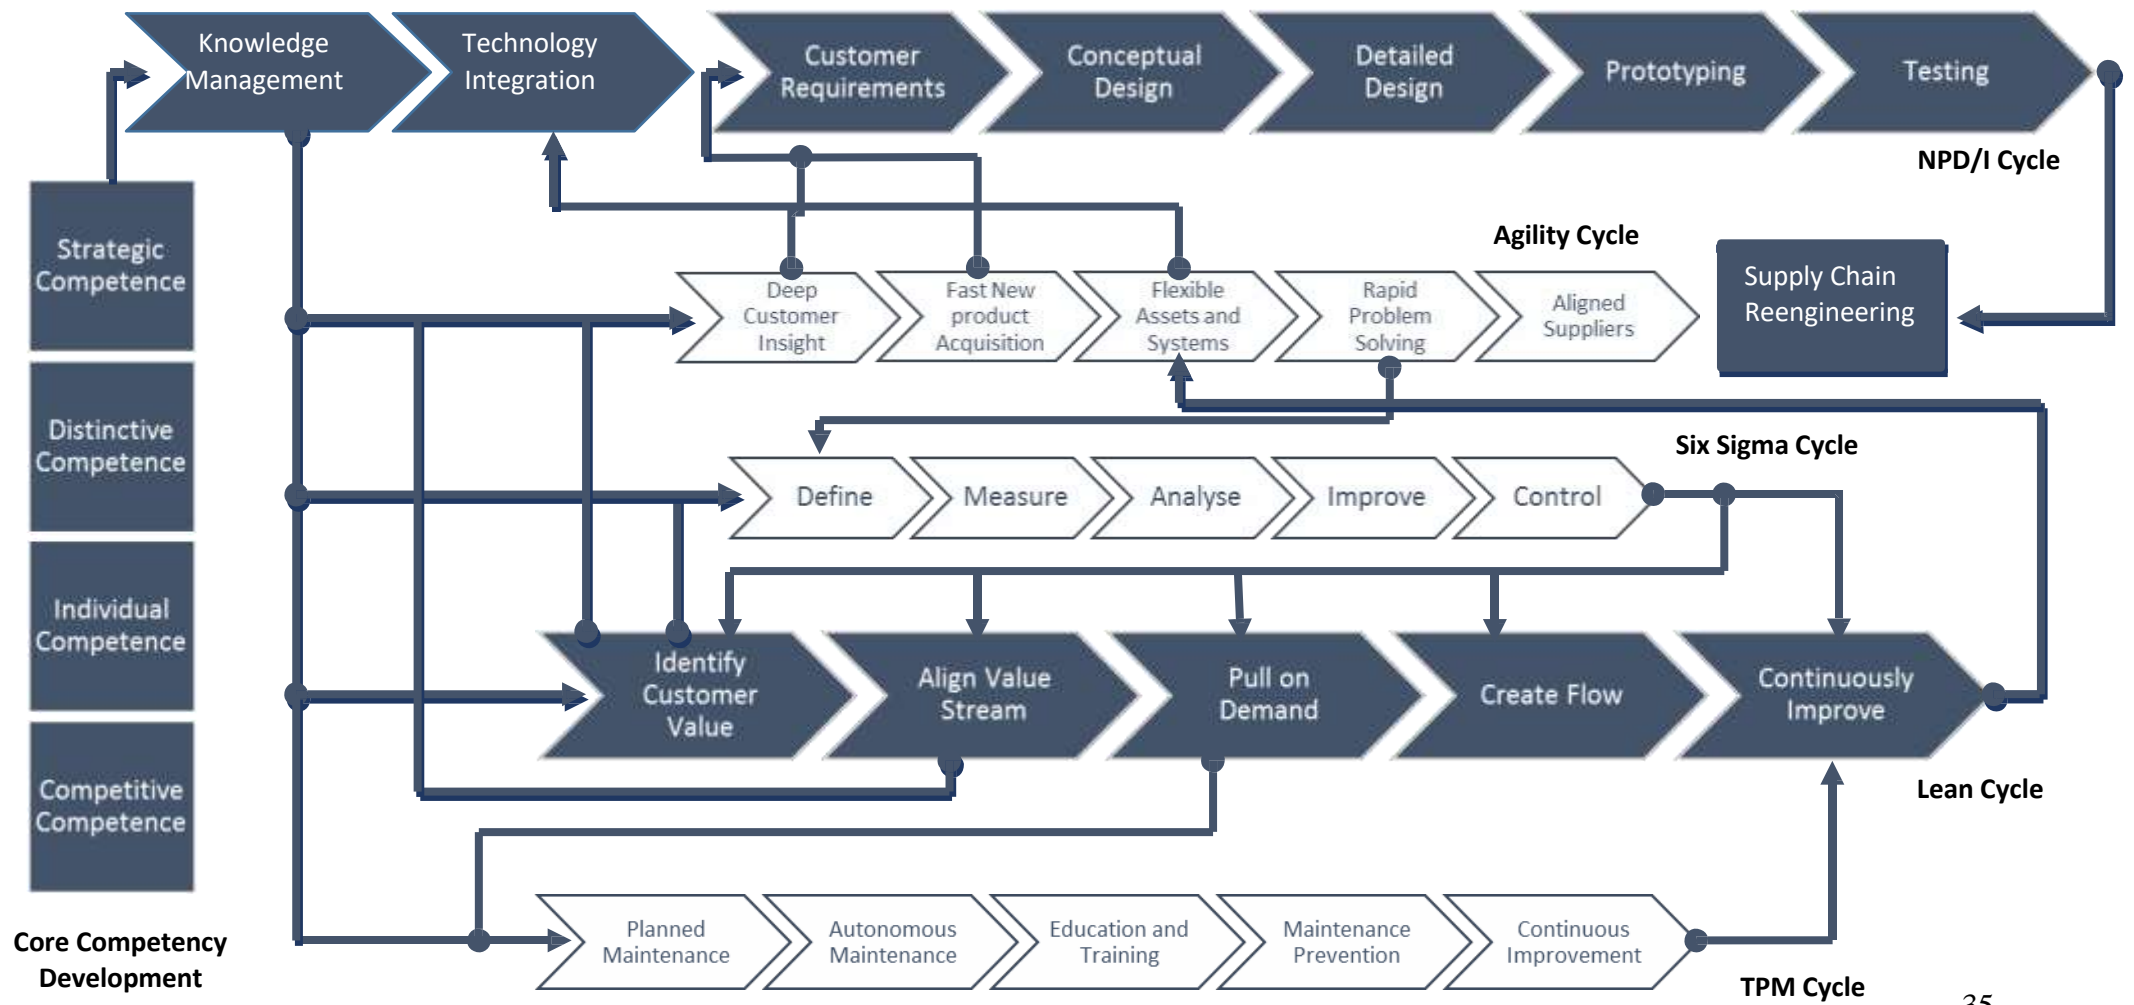 Knowledge
Management
Technology
Integration
Customer
Requirements
Conceptual
Design
Detailed
Design
Prototyping
Testing
NPD/I Cycle
Strategic
Competence
Distinctive
Competence
Individual
Competence
Competitive
Competence
Core Competency
Development
Agility Cycle
Deep
Customer
Insight
Fast New
product
Acquisition
Flexible
Assets and
Systems
Rapid
Problem
Solving
Aligned
Suppliers
Supply Chain
Reengineering
Six Sigma Cycle
Define
Measure
Analyse
Improve
Control
Identify
Customer
Value
Align Value
Stream
Pull on
Demand
Create Flow
Continuously
Improve
Lean Cycle
Planned
Maintenance
Autonomous
Maintenance
Education and
Training
Maintenance
Prevention
Continuous
Improvement
TPM Cycle
35